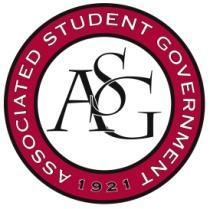 ASSOCIATED STUDENT GOVERNMENT
ASG
1921